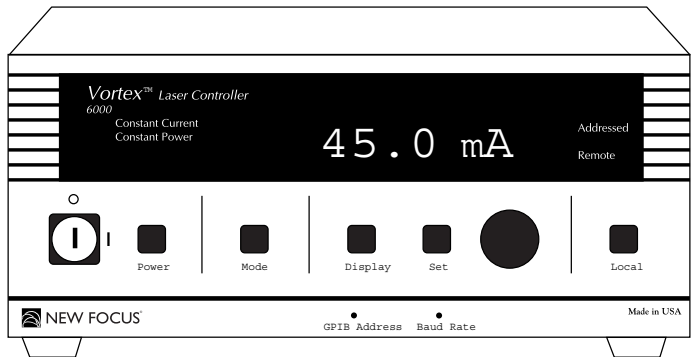 Vortex™ Laser Controller
6000
Constant Current
Constant Power
45.0 mA
Addressed
Remote
Power
Mode
Display
Set
Local
NEW FOCUS®
GPIB Address
Baud Rate
Made in USA